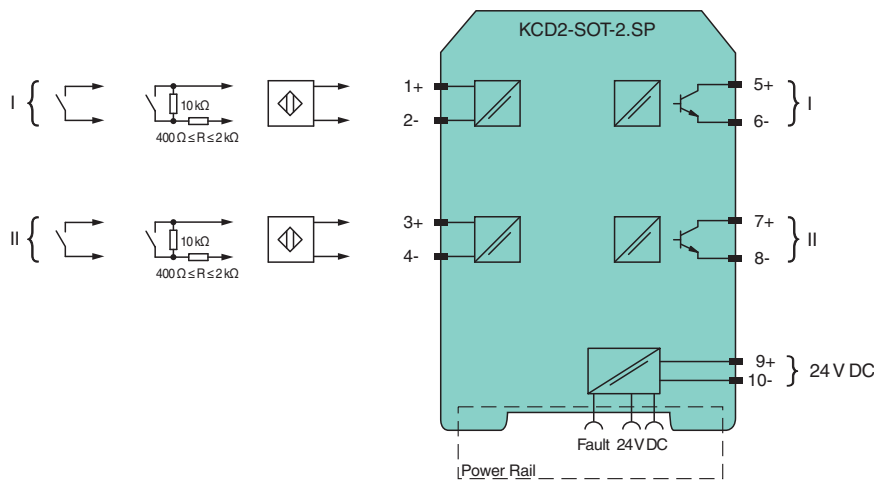 KCD2-SOT-2.SP
I
10 kΩ
400 Ω ≤ R ≤ 2 kΩ
1+
2-
5+
6-
I
II
10 kΩ
400 Ω ≤ R ≤ 2 kΩ
3+
4-
7+
8-
II
9+
10-
24 V DC
Fault 24 V DC
Power Rail